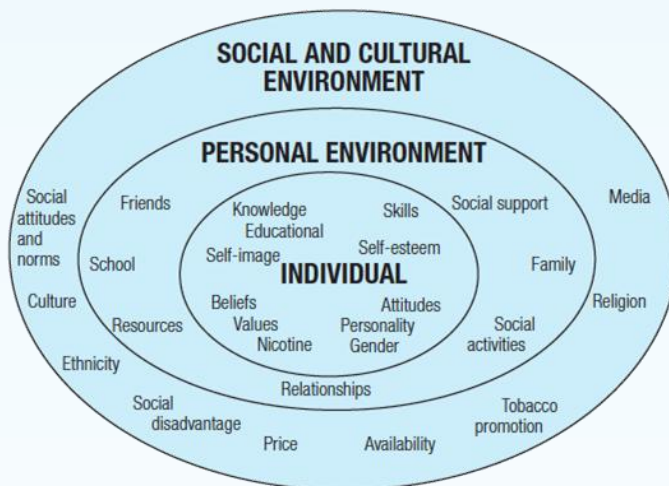 SOCIAL AND CULTURAL
ENVIRONMENT
PERSONAL ENVIRONMENT
Social
attitudes
and
norms
Friends
Knowledge
Educational
Skills
Social support
Media
Self-image
Self-esteem
School
INDIVIDUAL
Family
Culture
Beliefs
Values
Nicotine
Attitudes
Personality
Gender
Religion
Resources
Social
activities
Ethnicity
Relationships
Social
disadvantage
Price
Availability
Tobacco
promotion